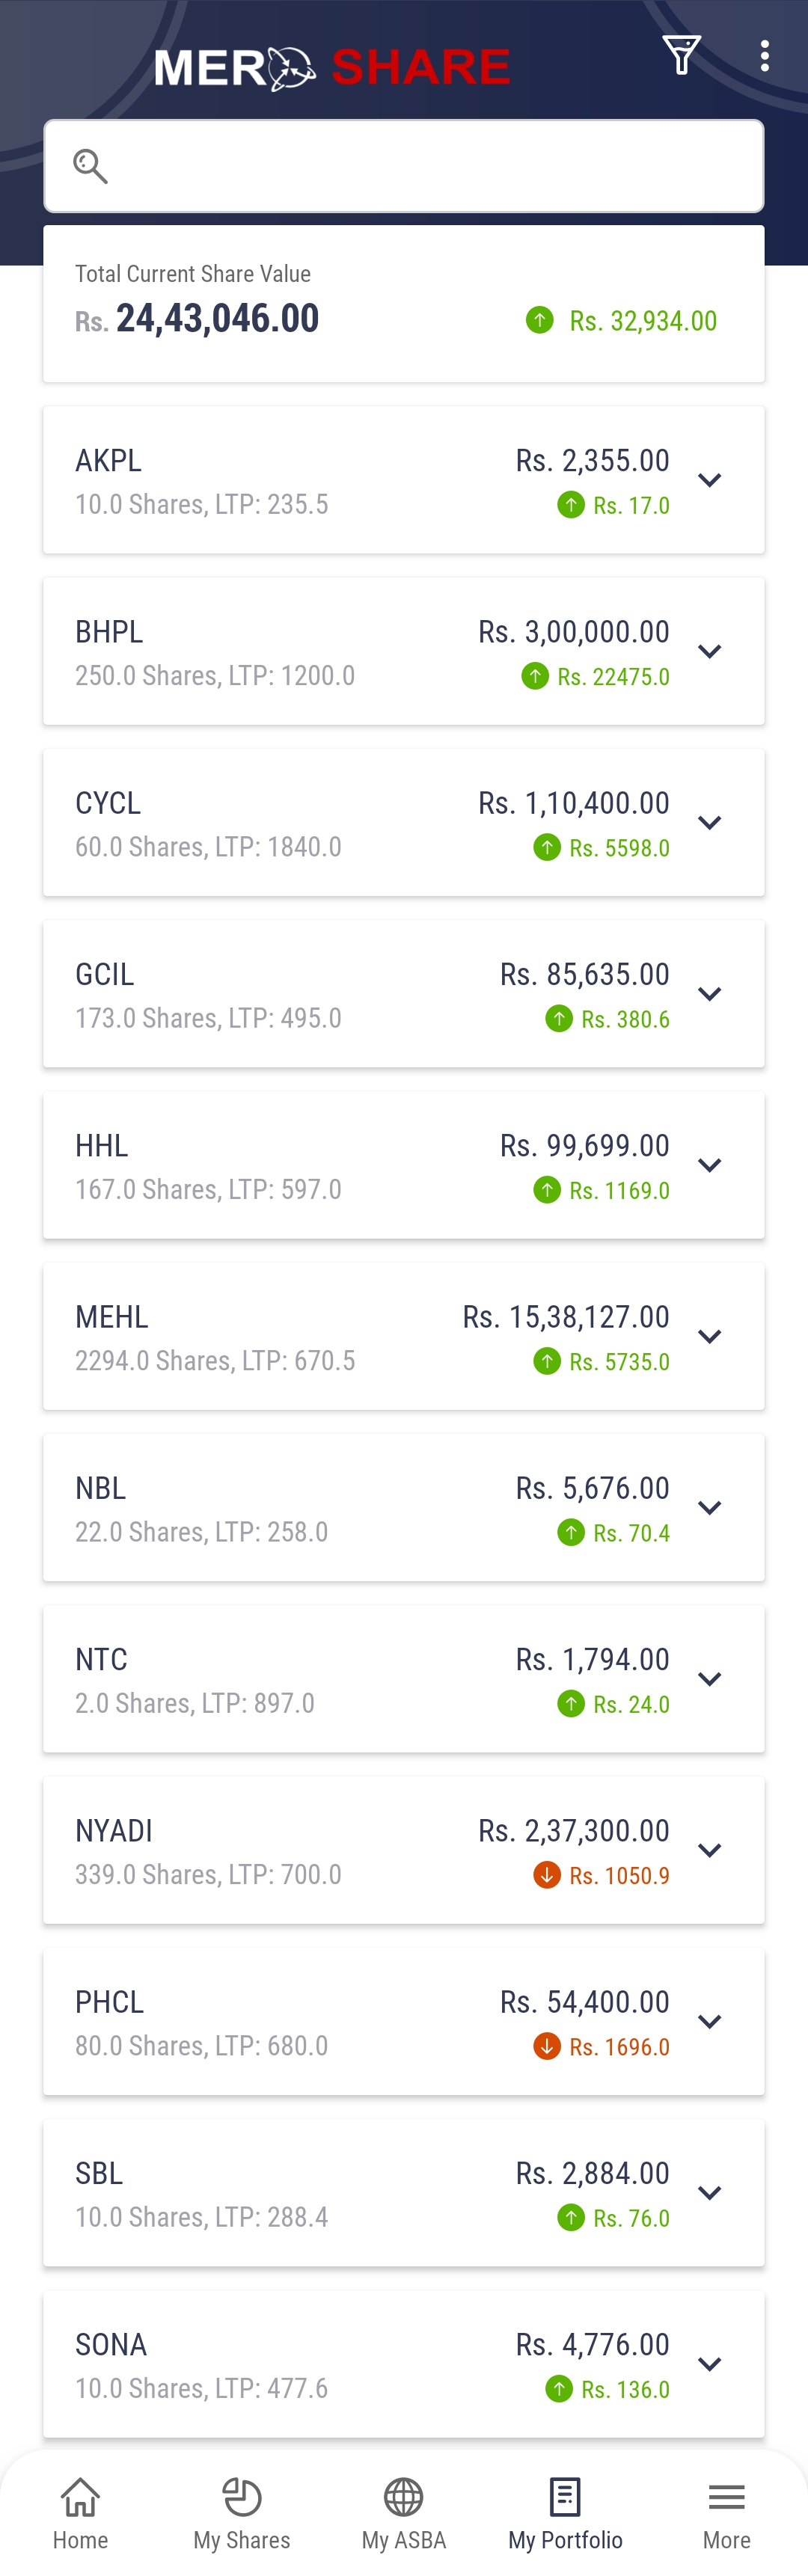 MERO SHARE
Total Current Share Value
Rs. 24,43,046.00
Rs. 32,934.00
AKPL
Rs. 2,355.00
10.0 Shares, LTP: 235.5
Rs. 17.0
BHPL
Rs. 3,00,000.00
250.0 Shares, LTP: 1200.0
Rs. 22475.0
CYCL
Rs. 1,10,400.00
60.0 Shares, LTP: 1840.0
Rs. 5598.0
GCIL
Rs. 85,635.00
173.0 Shares, LTP: 495.0
Rs. 380.6
HHL
Rs. 99,699.00
167.0 Shares, LTP: 597.0
Rs. 1169.0
MEHL
Rs. 15,38,127.00
2294.0 Shares, LTP: 670.5
Rs. 5735.0
NBL
Rs. 5,676.00
22.0 Shares, LTP: 258.0
Rs. 70.4
NTC
Rs. 1,794.00
2.0 Shares, LTP: 897.0
Rs. 24.0
NYADI
Rs. 2,37,300.00
339.0 Shares, LTP: 700.0
Rs. 1050.9
PHCL
Rs. 54,400.00
80.0 Shares, LTP: 680.0
Rs. 1696.0
SBL
Rs. 2,884.00
10.0 Shares, LTP: 288.4
Rs. 76.0
SONA
Rs. 4,776.00
10.0 Shares, LTP: 477.6
Rs. 136.0
Home
My Shares
My ASBA
My Portfolio
More